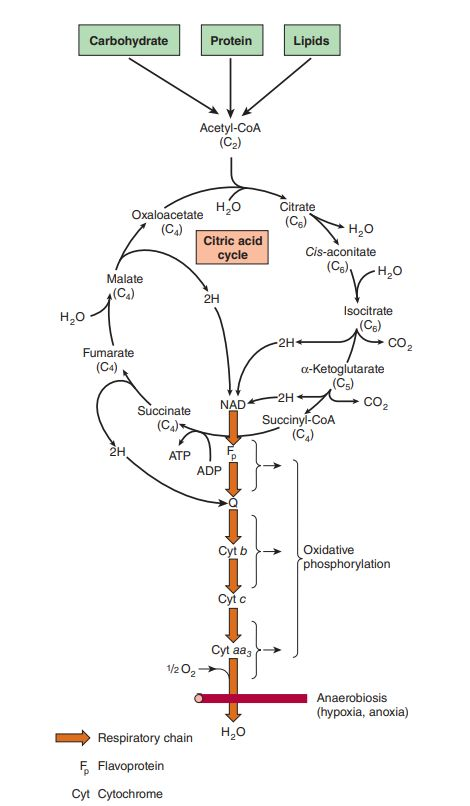 Carbohydrate
Protein
Lipids
Acetyl-CoA
(C2)
H2O
Oxaloacetate
(C4)
Citrate
(C6)
H2O
Citric acid
cycle
Cis-aconitate
(C6)
H2O
Malate
(C4)
2H
H2O
Isocitrate
(C6)
2H
CO2
Fumarate
(C4)
α-Ketoglutarate
(C5)
2H
CO2
NAD
Succinate
(C4)
Succinyl-CoA
(C4)
2H
ATP
ADP
Fp
Q
Cyt b
Oxidative
phosphorylation
Cyt c
Cyt aa3
1/2 O2
Anaerobiosis
(hypoxia, anoxia)
H2O
Respiratory chain
Fp Flavoprotein
Cyt Cytochrome